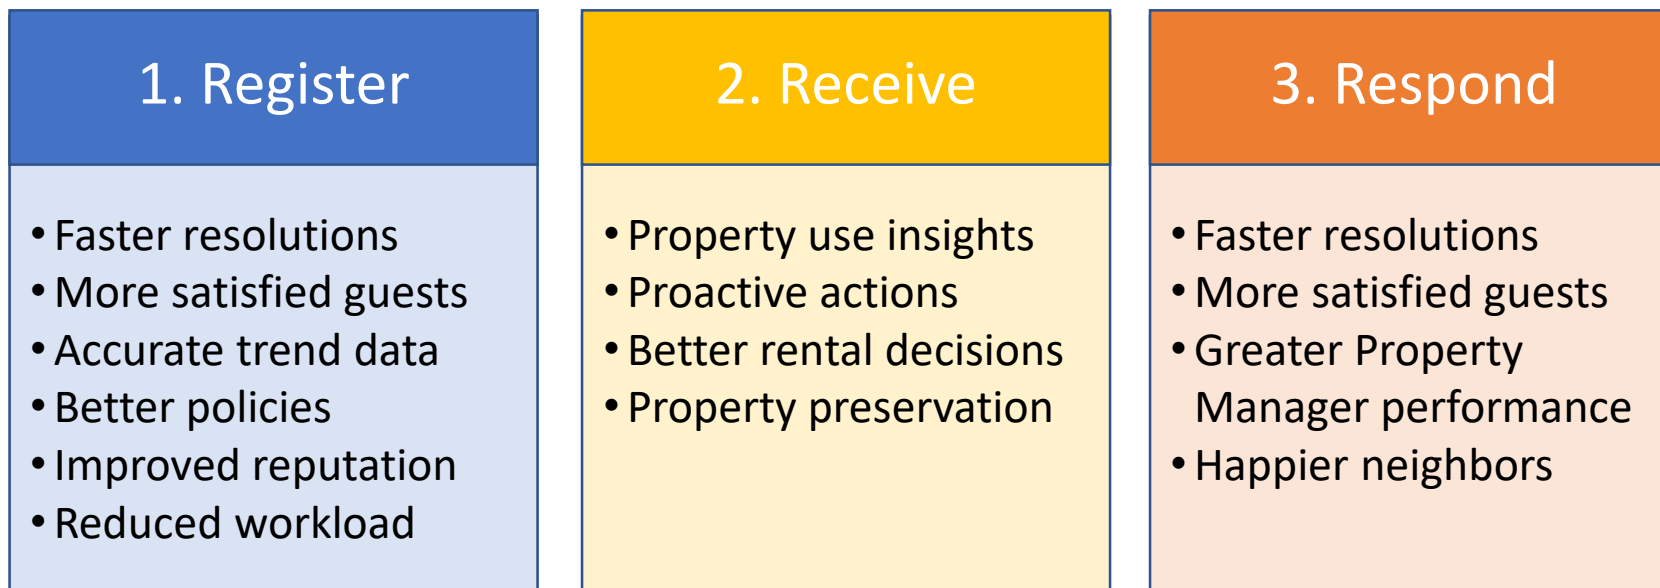 1. Register
• Faster resolutions
• More satisfied guests
• Accurate trend data
• Better policies
• Improved reputation
• Reduced workload
2. Receive
• Property use insights
• Proactive actions
• Better rental decisions
• Property preservation
3. Respond
• Faster resolutions
• More satisfied guests
• Greater Property
Manager performance
• Happier neighbors